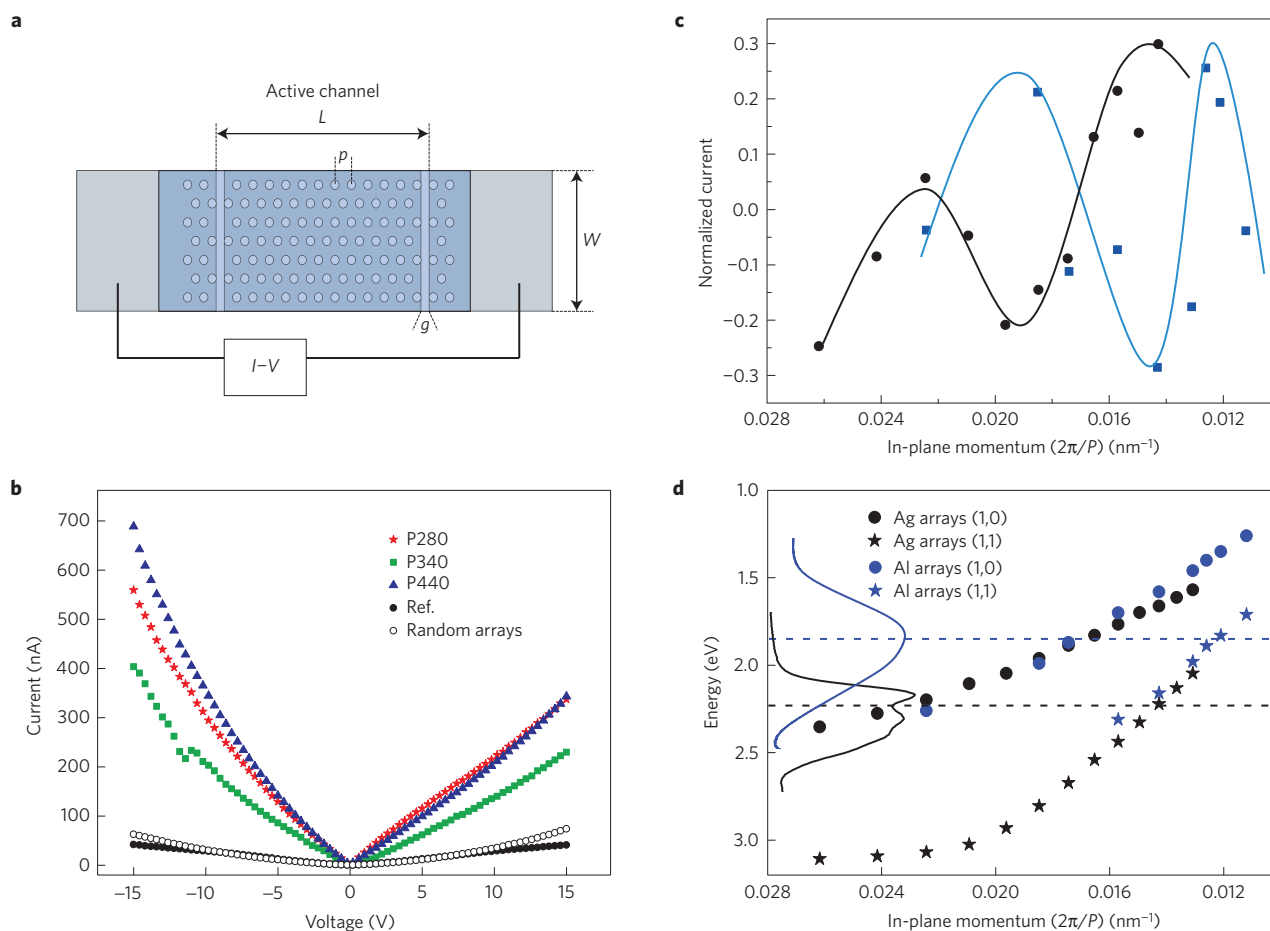 a
Active channel
L
p
W
g
I–V
b
700
600
500
400
300
200
100
0
Current (nA)
P280
P340
P440
Ref.
Random arrays
−15
−10
−5
0
5
10
15
Voltage (V)
c
0.3
0.2
0.1
0.0
−0.1
−0.2
−0.3
Normalized current
0.028
0.024
0.020
0.016
0.012
In-plane momentum (2π/P) (nm⁻¹)
d
1.0
1.5
2.0
2.5
3.0
Energy (eV)
Ag arrays (1,0)
Ag arrays (1,1)
Al arrays (1,0)
Al arrays (1,1)
0.028
0.024
0.020
0.016
0.012
In-plane momentum (2π/P) (nm⁻¹)